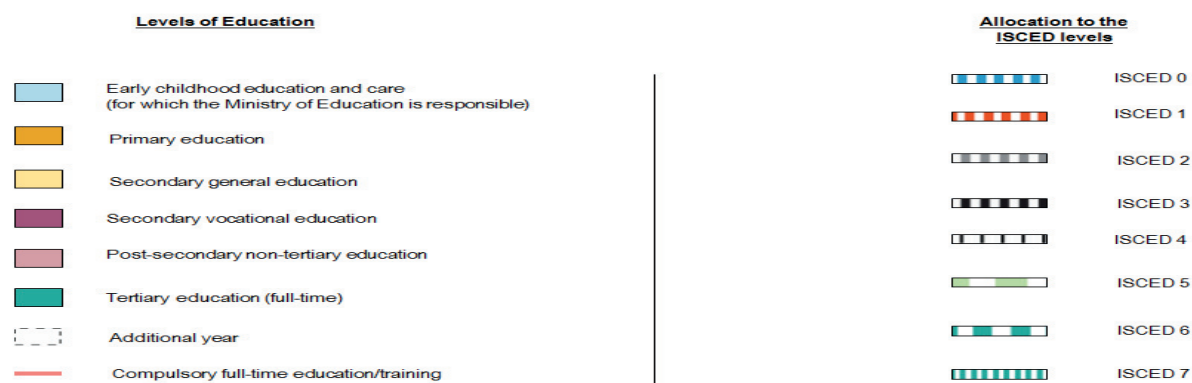 Levels of Education
Early childhood education and care
(for which the Ministry of Education is responsible)
Primary education
Secondary general education
Secondary vocational education
Post-secondary non-tertiary education
Tertiary education (full-time)
Additional year
Compulsory full-time education/training
Allocation to the
ISCED levels
ISCED 0
ISCED 1
ISCED 2
ISCED 3
ISCED 4
ISCED 5
ISCED 6
ISCED 7